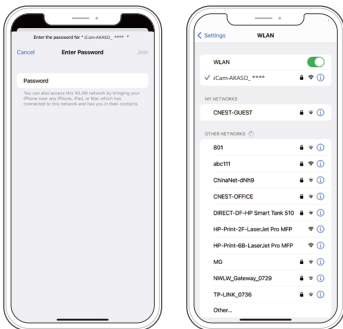 Enter the password for " iCam-AKASO_ **** "
Cancel
Enter Password
Join
Password
You can also access this WLAN network by bringing your
iPhone near any iPhone, iPad, or Mac which has
connected to this network and has you in their contacts.
Settings
WLAN
WLAN
iCam-AKASO_ ****
MY NETWORKS
CNEST-GUEST
OTHER NETWORKS
801
abc111
ChinaNet-dNh9
CNEST-OFFICE
DIRECT-DF-HP Smart Tank 510
HP-Print-2F-LaserJet Pro MFP
HP-Print-6B-LaserJet Pro MFP
MG
NWLW_Gateway_0729
TP-LINK_0736
Other...